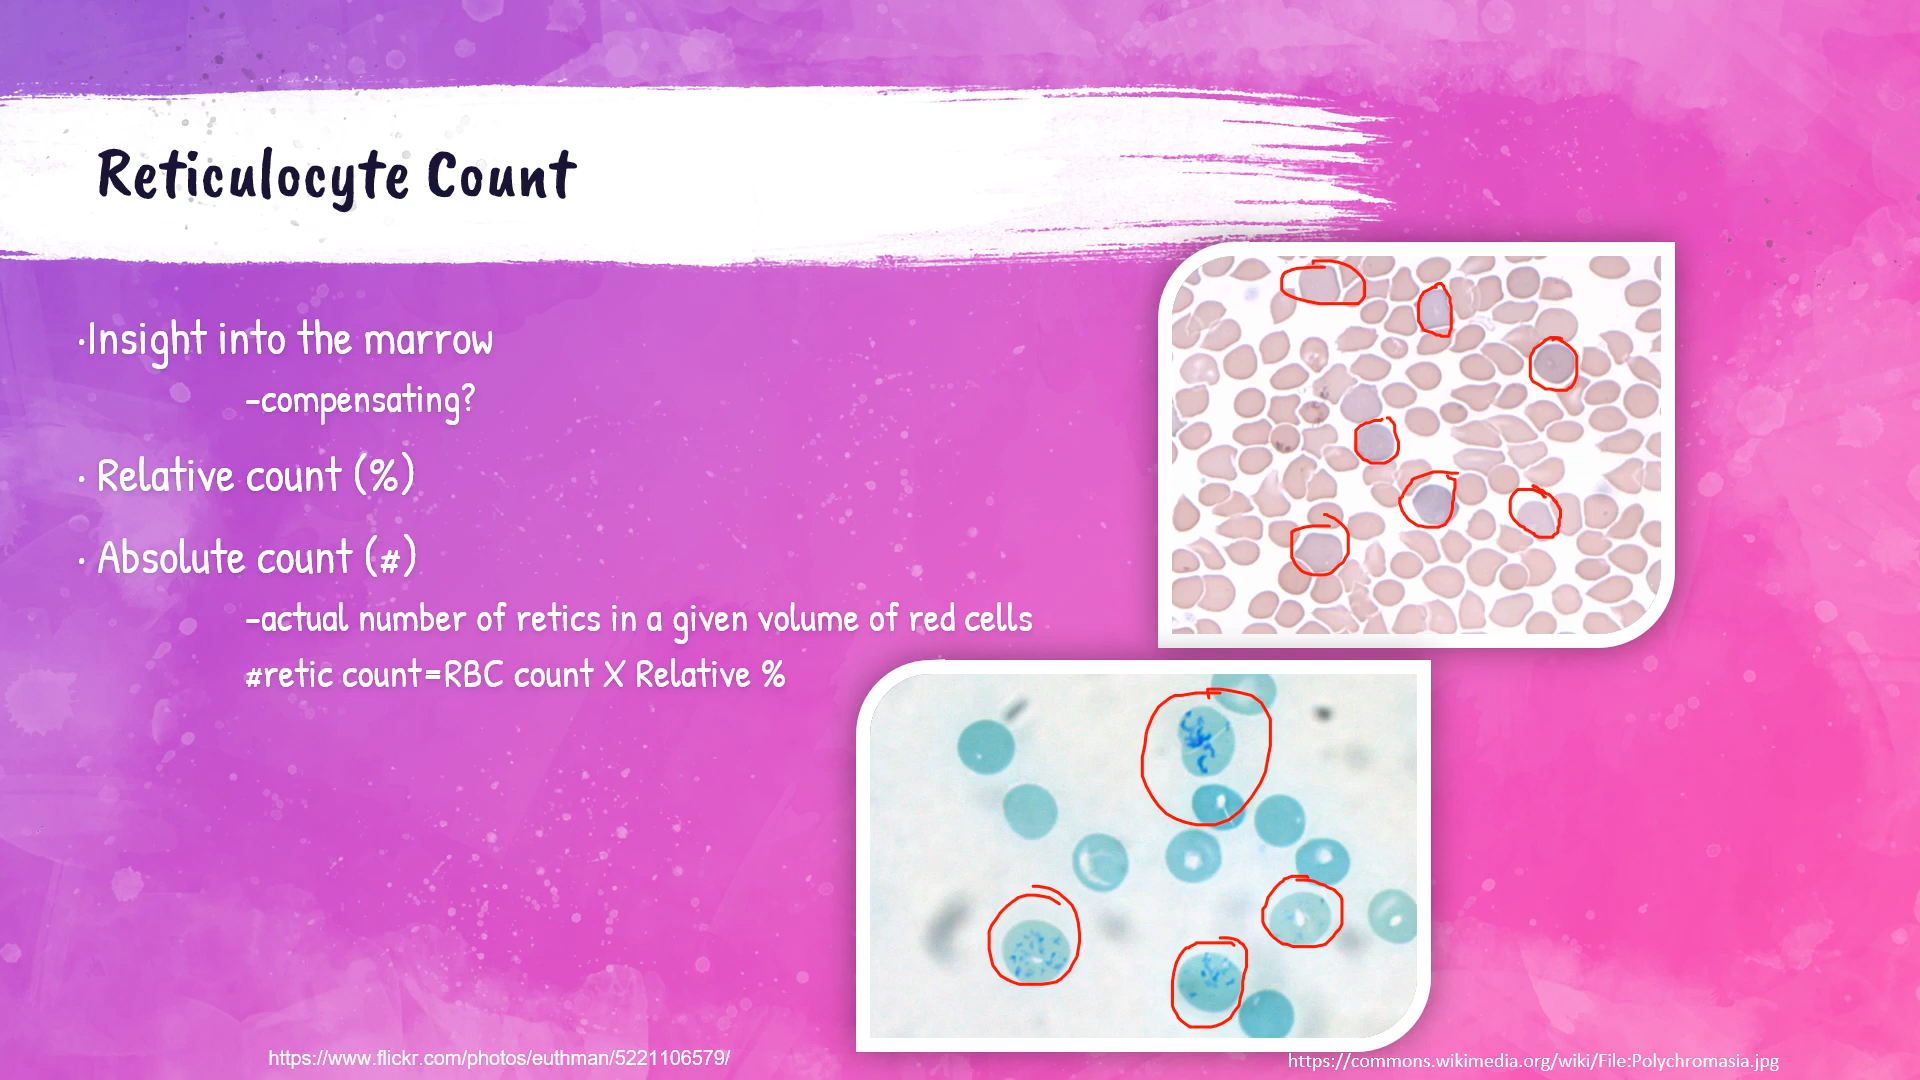 Reticulocyte Count
·Insight into the marrow
-compensating?
· Relative count (%)
· Absolute count (#)
-actual number of retics in a given volume of red cells
#retic count=RBC count X Relative %
https://www.flickr.com/photos/euthman/5221106579/
https://commons.wikimedia.org/wiki/File:Polychromasia.jpg